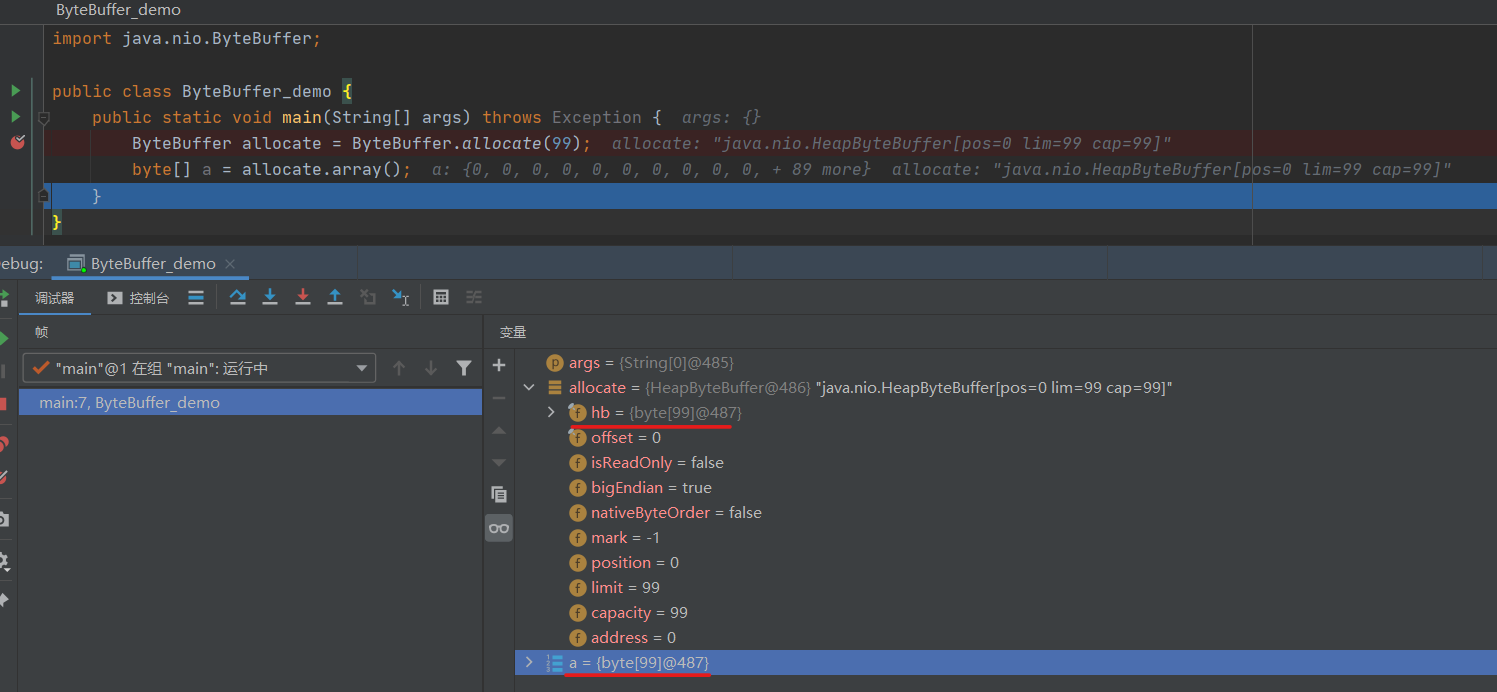 ByteBuffer_demo
import java.nio.ByteBuffer;
public class ByteBuffer_demo {
public static void main(String[] args) throws Exception {  args: {}
ByteBuffer allocate = ByteBuffer.allocate(99);  allocate: "java.nio.HeapByteBuffer[pos=0 lim=99 cap=99]"
byte[] a = allocate.array();  a: {0, 0, 0, 0, 0, 0, 0, 0, 0, 0, + 89 more}  allocate: "java.nio.HeapByteBuffer[pos=0 lim=99 cap=99]"
}
}
ebug: ByteBuffer_demo
调试器 控制台
帧 变量
"main"@1 在组 "main": 运行中
main:7, ByteBuffer_demo
args = {String[0]@485}
allocate = {HeapByteBuffer@486} "java.nio.HeapByteBuffer[pos=0 lim=99 cap=99]"
hb = {byte[99]@487}
offset = 0
isReadOnly = false
bigEndian = true
nativeByteOrder = false
mark = -1
position = 0
limit = 99
capacity = 99
address = 0
a = {byte[99]@487}